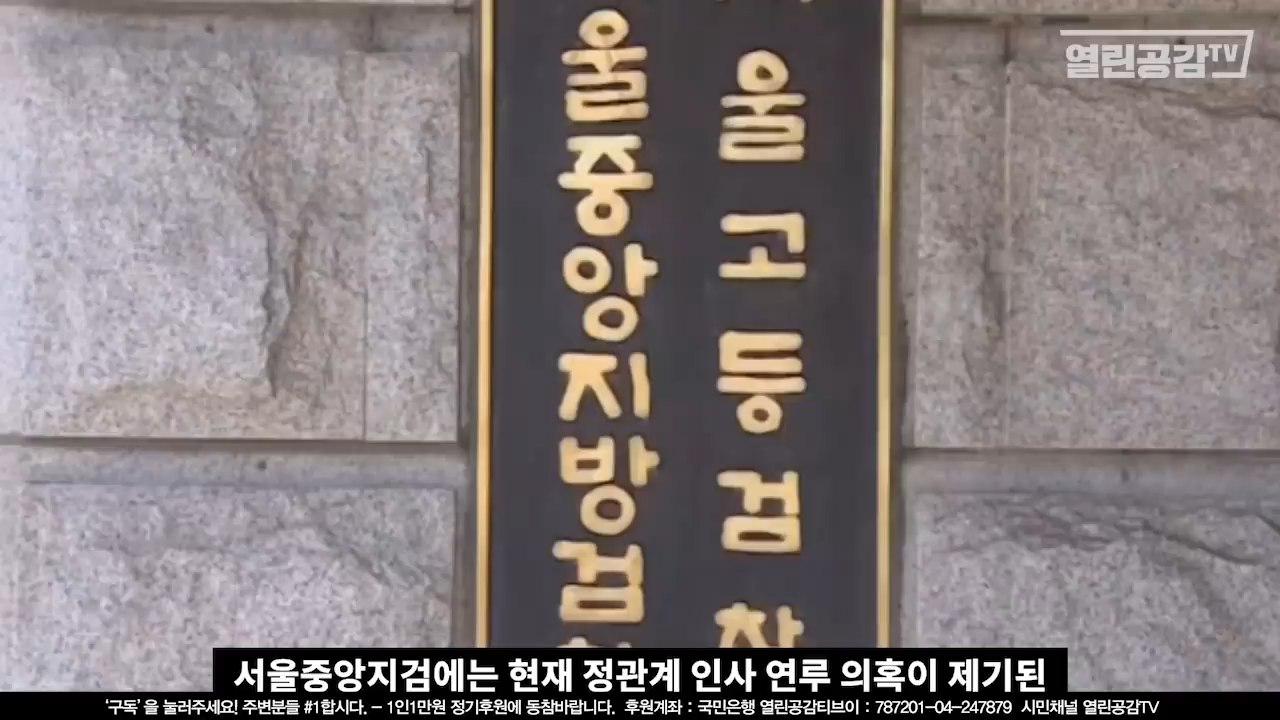 열린공감TV
울고등검찰
울중앙지방검
서울중앙지검에는 현재 정관계 인사 연루 의혹이 제기된
'구독'을 눌러주세요! 주변분들 #1합시다. - 1인1만원 정기후원에 동참바랍니다. 후원계좌 : 국민은행 열린공감티브이 : 787201-04-247879 시민채널 열린공감TV